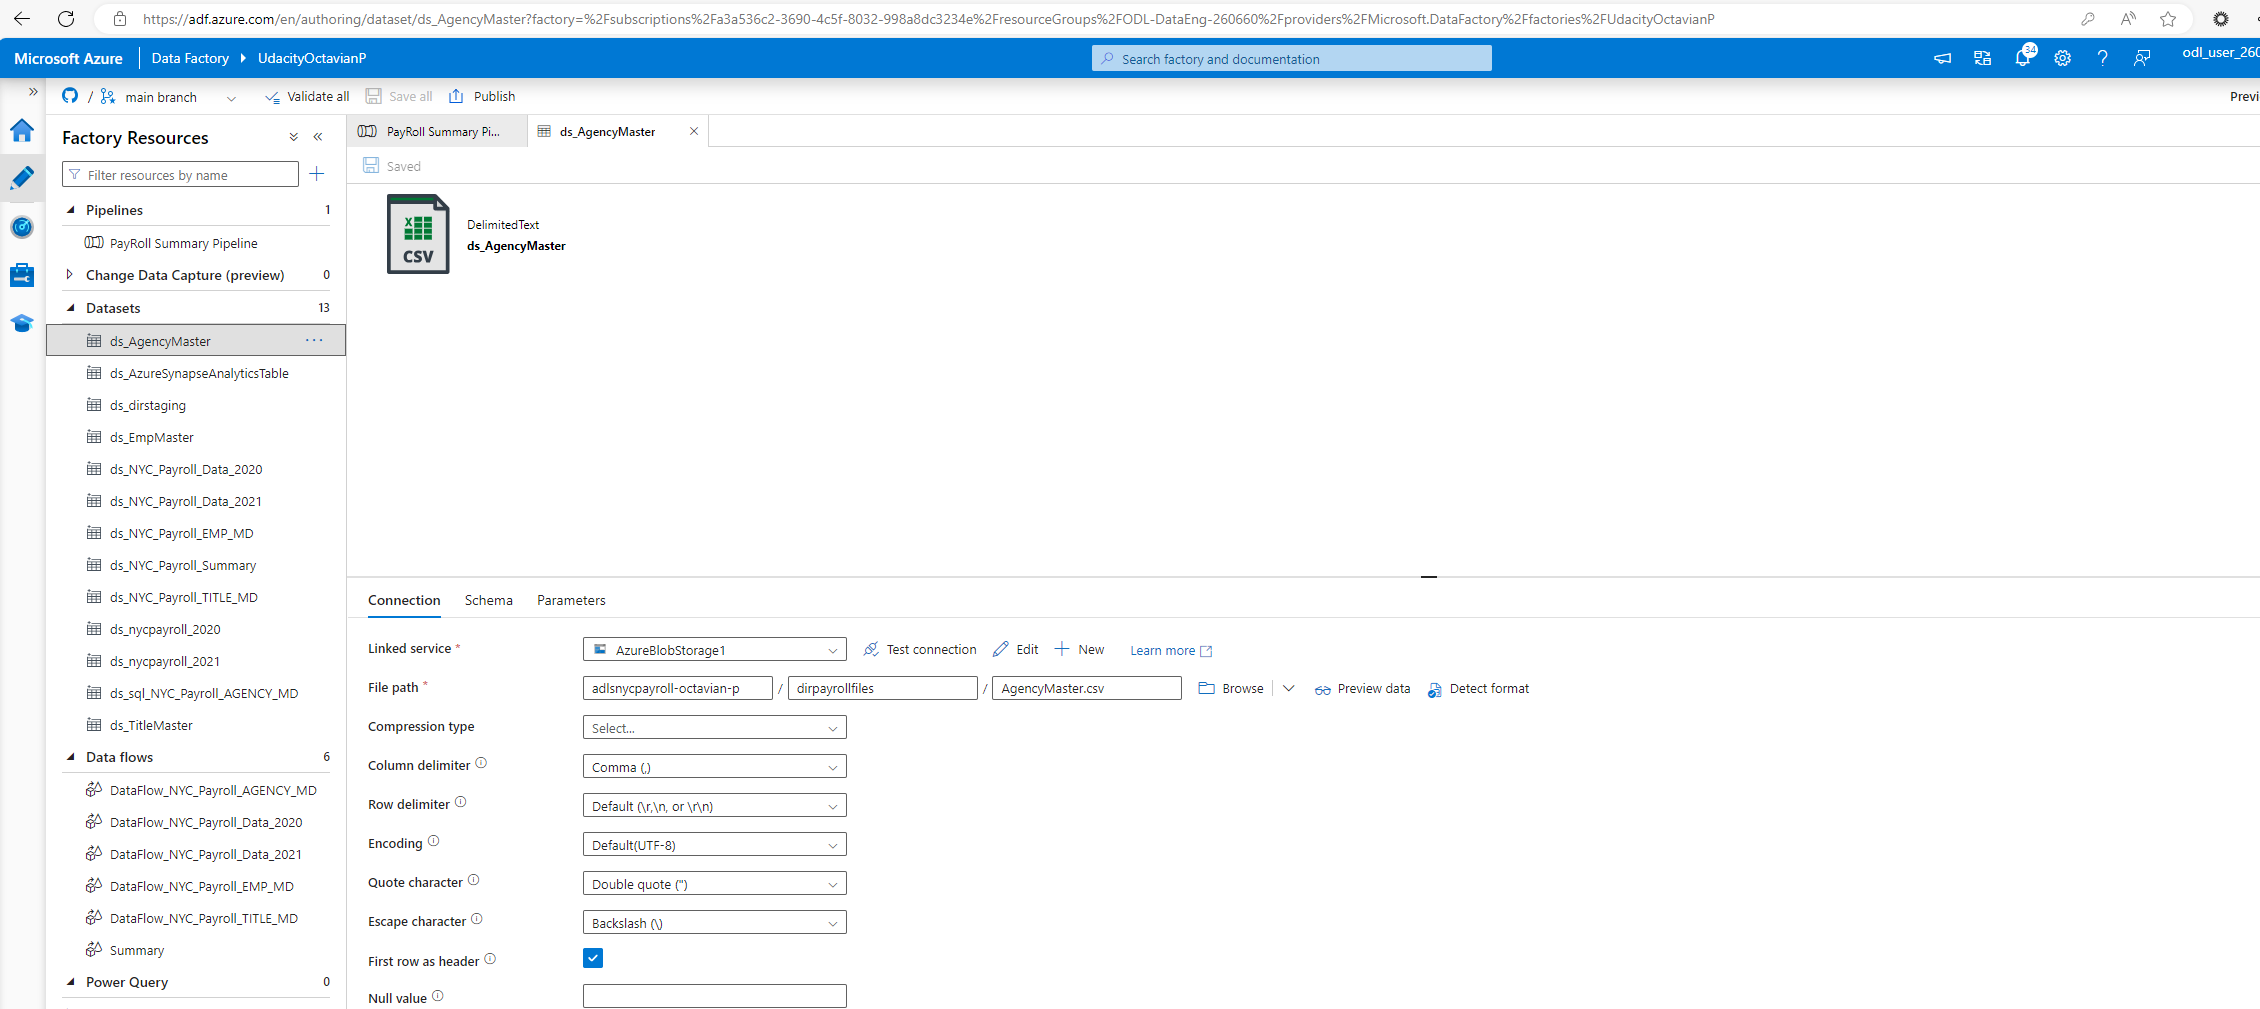 https://adf.azure.com/en/authoring/dataset/ds_AgencyMaster?factory=%2Fsubscriptions%2Fa3a536c2-3690-4c5f-8032-998a8dc3234e%2FresourceGroups%2FODL-DataEng-260660%2Fproviders%2FMicrosoft.DataFactory%2Ffactories%2FUdacityOctavianP
Microsoft Azure Data Factory UdacityOctavianP Search factory and documentation 34 odl_user_260
/ main branch Validate all Save all Publish Previ
Factory Resources
PayRoll Summary Pi... ds_AgencyMaster
Filter resources by name
Saved
Pipelines 1
PayRoll Summary Pipeline
Change Data Capture (preview) 0
Datasets 13
ds_AgencyMaster ...
ds_AzureSynapseAnalyticsTable
ds_dirstaging
ds_EmpMaster
ds_NYC_Payroll_Data_2020
ds_NYC_Payroll_Data_2021
ds_NYC_Payroll_EMP_MD
ds_NYC_Payroll_Summary
ds_NYC_Payroll_TITLE_MD
ds_nycpayroll_2020
ds_nycpayroll_2021
ds_sql_NYC_Payroll_AGENCY_MD
ds_TitleMaster
Data flows 6
DataFlow_NYC_Payroll_AGENCY_MD
DataFlow_NYC_Payroll_Data_2020
DataFlow_NYC_Payroll_Data_2021
DataFlow_NYC_Payroll_EMP_MD
DataFlow_NYC_Payroll_TITLE_MD
Summary
Power Query 0
X
CSV
DelimitedText
ds_AgencyMaster
Connection Schema Parameters
Linked service * AzureBlobStorage1 Test connection Edit New Learn more
File path * adlsnycpayroll-octavian-p / dirpayrollfiles / AgencyMaster.csv Browse Preview data Detect format
Compression type Select...
Column delimiter Comma (,)
Row delimiter Default (\r,\n, or \r\n)
Encoding Default(UTF-8)
Quote character Double quote (")
Escape character Backslash (\)
First row as header
Null value